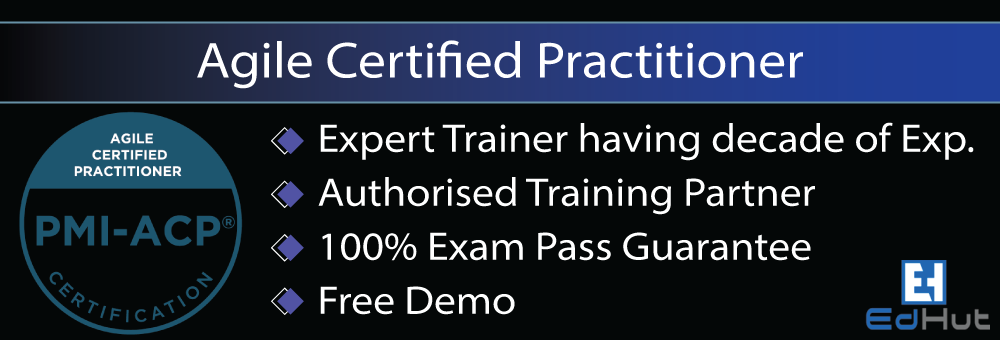 Agile Certified Practitioner
AGILE
CERTIFIED
PRACTITIONER
PMI-ACP®
CERTIFICATION
Expert Trainer having decade of Exp.
Authorised Training Partner
100% Exam Pass Guarantee
Free Demo
EH
EdHut